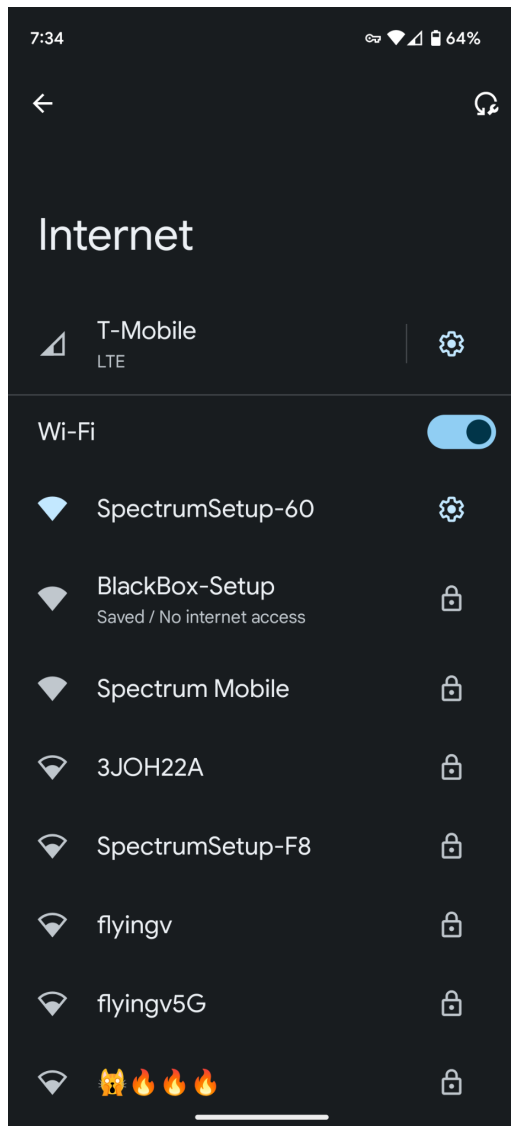 7:34
64%
Internet
T-Mobile
LTE
Wi-Fi
SpectrumSetup-60
BlackBox-Setup
Saved / No internet access
Spectrum Mobile
3JOH22A
SpectrumSetup-F8
flyingv
flyingv5G
🙀🔥🔥🔥